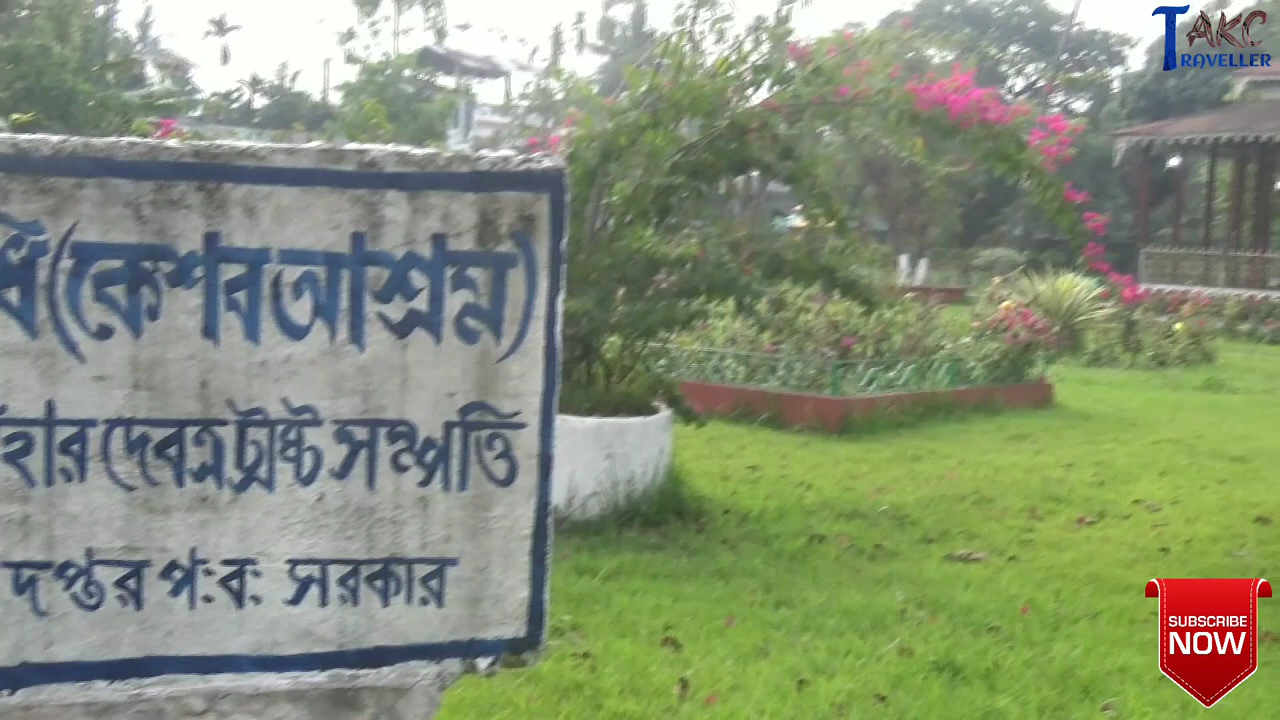 TAKC
TRAVELLER
(কেশব আশ্রম)
দেবত্র ট্রাষ্ট সম্পত্তি
দপ্তর প:ব: সরকার
SUBSCRIBE
NOW